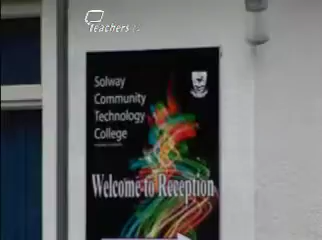 teachers
Solway
Community
Technology
College
Welcome to Reception